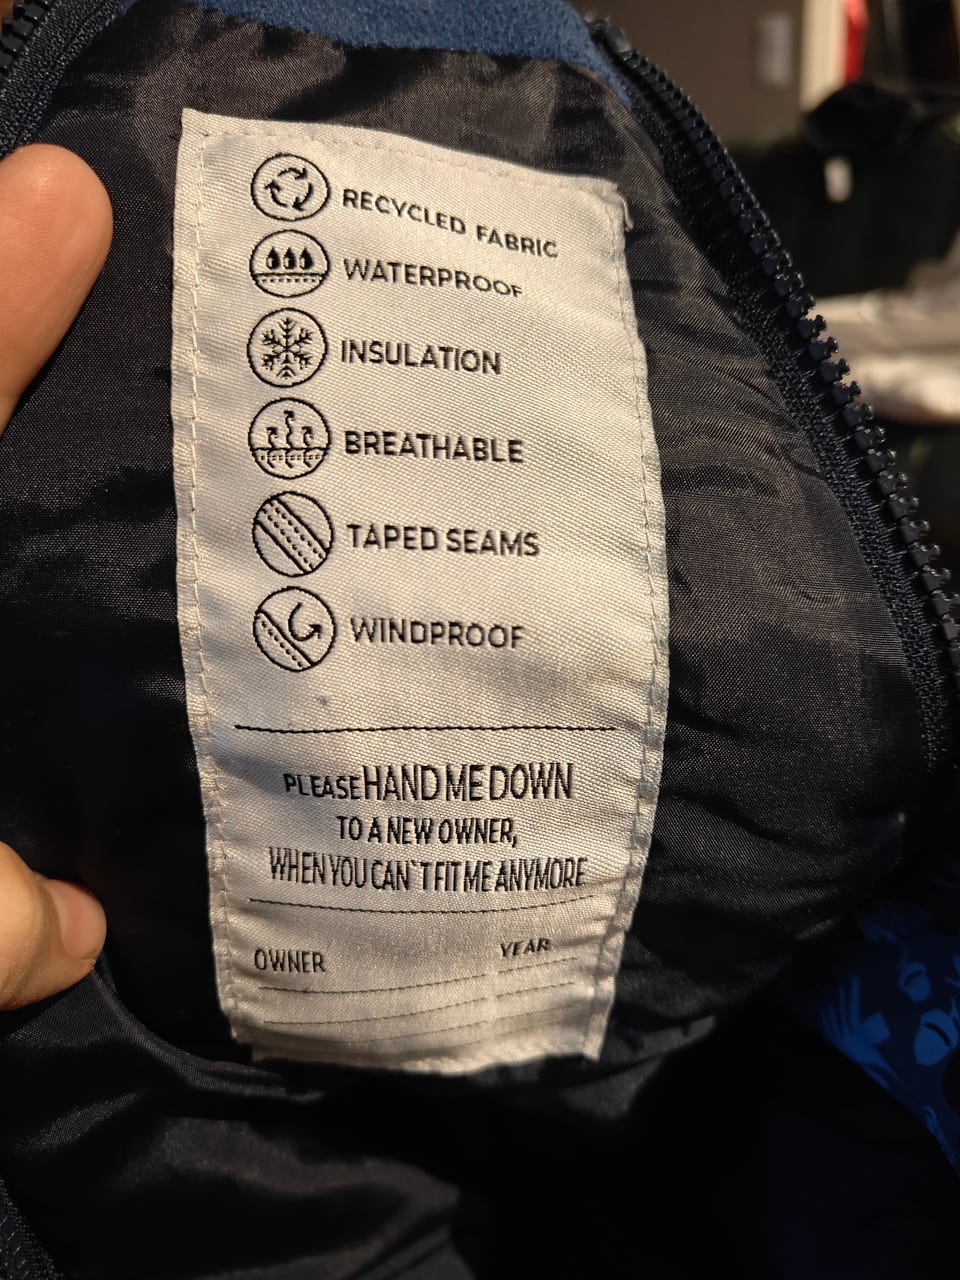 RECYCLED FABRIC
WATERPROOF
INSULATION
BREATHABLE
TAPED SEAMS
WINDPROOF
PLEASE HAND ME DOWN
TO A NEW OWNER,
WHEN YOU CAN`T FIT ME ANYMORE
OWNER YEAR